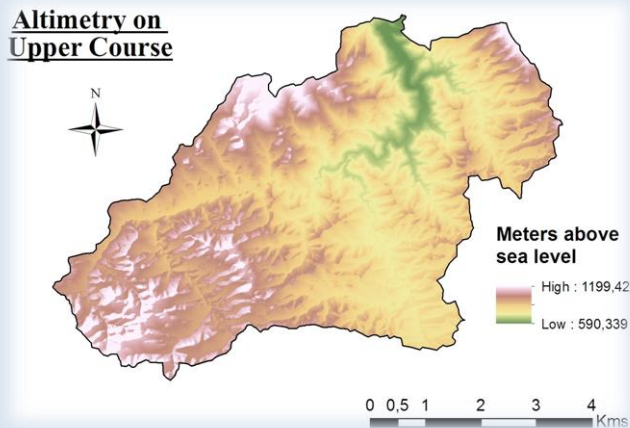 Altimetry on
Upper Course
N
Meters above
sea level
High : 1199,42
Low : 590,339
0 0,5 1 2 3 4
Kms